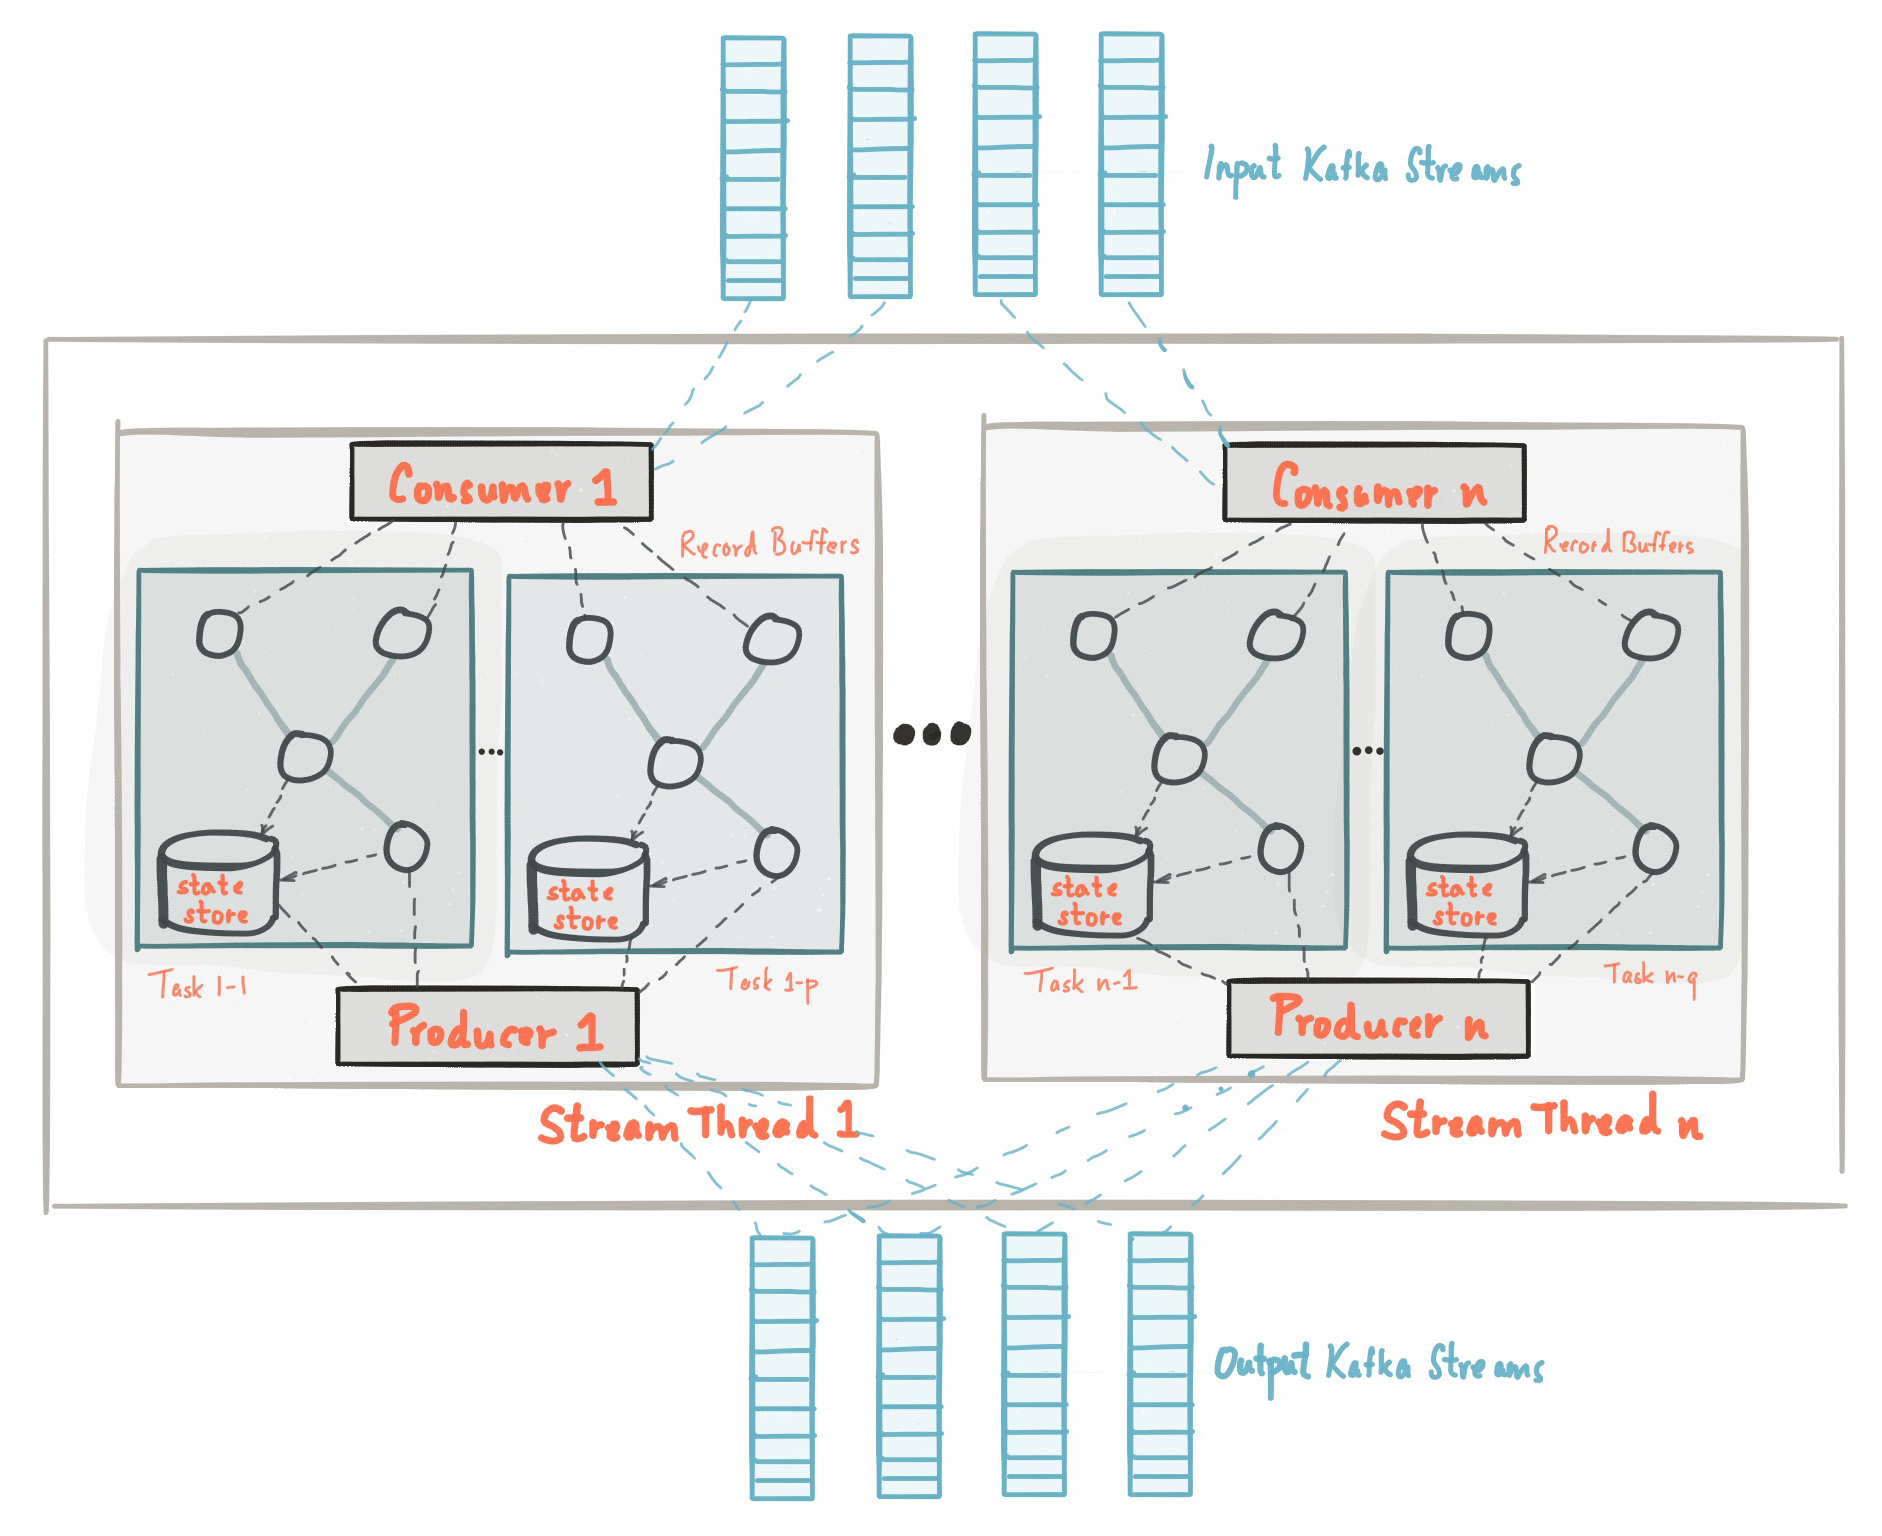 Input Kafka Streams
Consumer 1
Consumer n
Record Buffers
Record Buffers
state
store
state
store
state
store
state
store
Task 1-1
Task 1-p
Task n-1
Task n-q
Producer 1
Producer n
Stream Thread 1
Stream Thread n
Output Kafka Streams